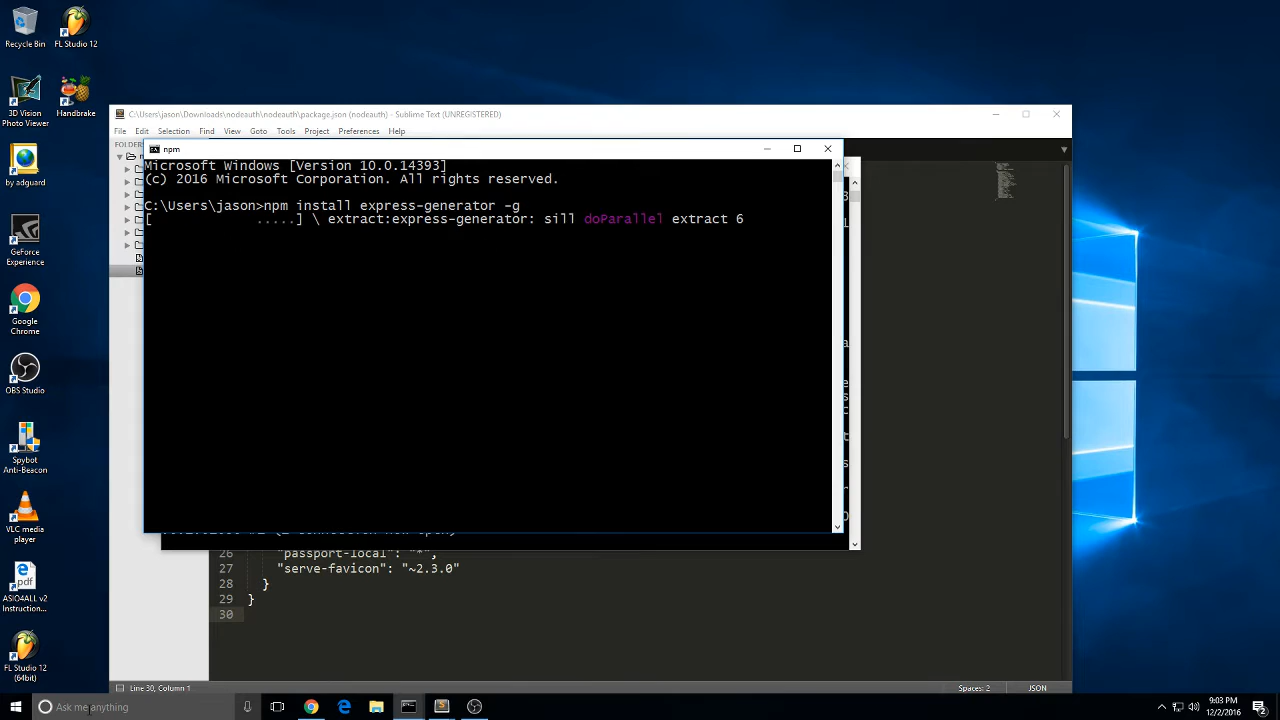 Recycle Bin
FL Studio 12
3D Vision
Photo Viewer
Handbrake
by adguard
GeForce
Experience
Google
Chrome
OBS Studio
Spybot
Anti-Beacon
VLC media
player
ASIO4ALL v2
Instruction...
FL Studio 12
(64bit)
C:\Users\jason\Downloads\nodeauth\nodeauth\package.json (nodeauth) - Sublime Text (UNREGISTERED)
File Edit Selection Find View Goto Tools Project Preferences Help
npm
Microsoft Windows [Version 10.0.14393]
(c) 2016 Microsoft Corporation. All rights reserved.
C:\Users\jason>npm install express-generator -g
[ .....] \ extract:express-generator: sill doParallel extract 6
26 "passport-local": "*",
27 "serve-favicon": "~2.3.0"
28 }
29 }
30
Line 30, Column 1 Spaces: 2 JSON
Ask me anything
9:03 PM
12/2/2016
2